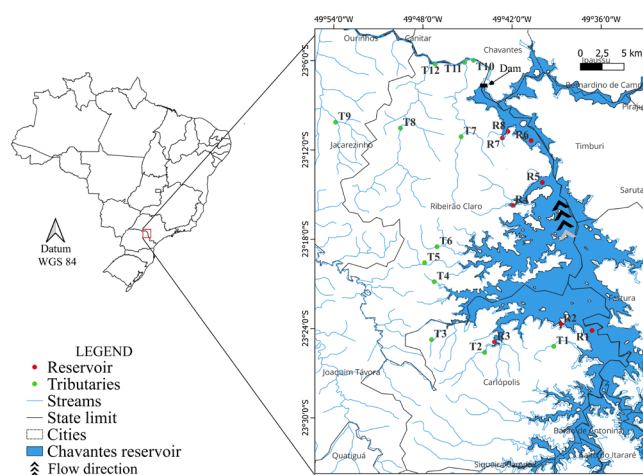 49°54'0"W
49°48'0"W
49°42'0"W
49°36'0"W
Ourinhos
Canitar
Chavantes
23°6'0"S
T12
T11
T10
Ipaussu
0 2.5 5 km
Dam
Bernardino de Camp
Piraju
T9
T8
T7
R8
R7
R6
23°12'0"S
Jacarezinho
Timburi
R5
Saruta
R4
Ribeirão Claro
Datum
WGS 84
23°18'0"S
T6
T5
T4
Fartura
23°24'0"S
R2
R1
T3
T2
R3
T1
LEGEND
Reservoir
Tributaries
Streams
State limit
Cities
Chavantes reservoir
Flow direction
Joaquim Távora
Carlópolis
23°30'0"S
Barão de Antonina
Quatiguá
Salto do Itararé
Siqueira Campos